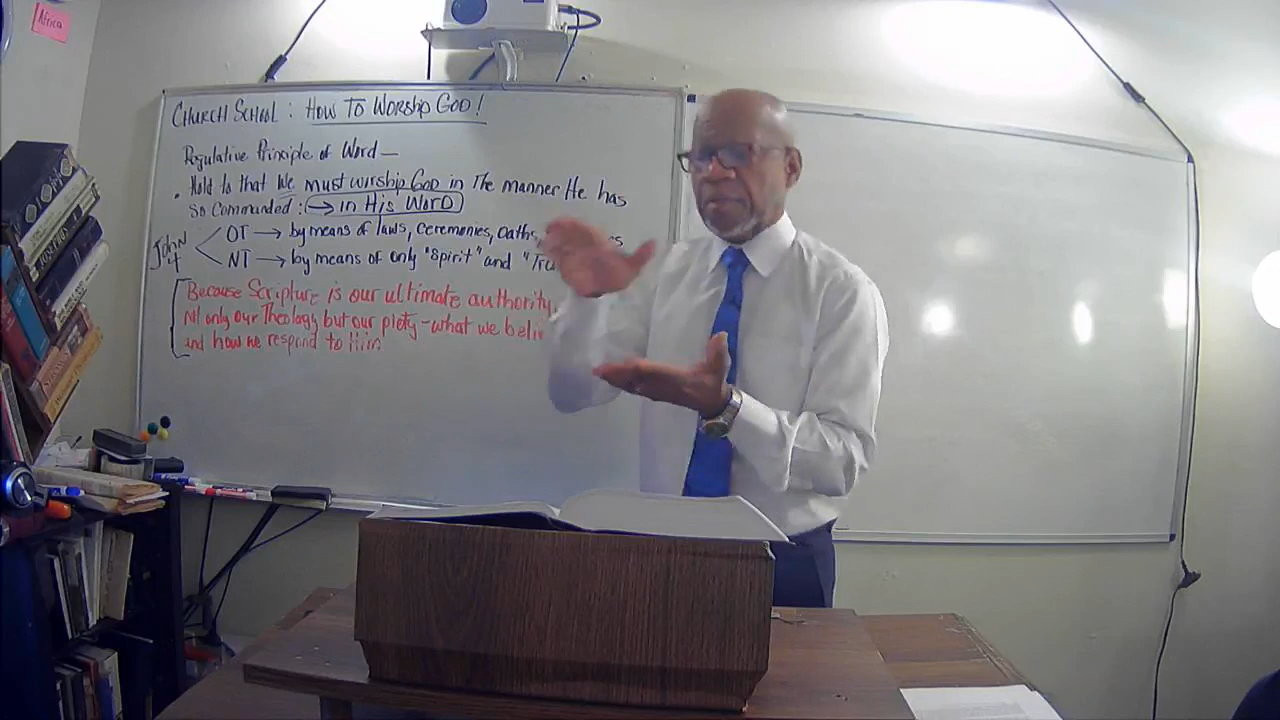 Africa
CHURCH SCHOOL : HOW TO WORSHIP GOD!
Regulative Principle of Word —
• Hold to that We must worship God in The manner He has
So Commanded : → in His Word
John 4
OT → by means of laws, Ceremonies, Oaths,
NT → by means of only "Spirit" and "Tru
Because Scripture is our ultimate authority,
not only our Theology but our piety - what we beli
and how we respond to Him